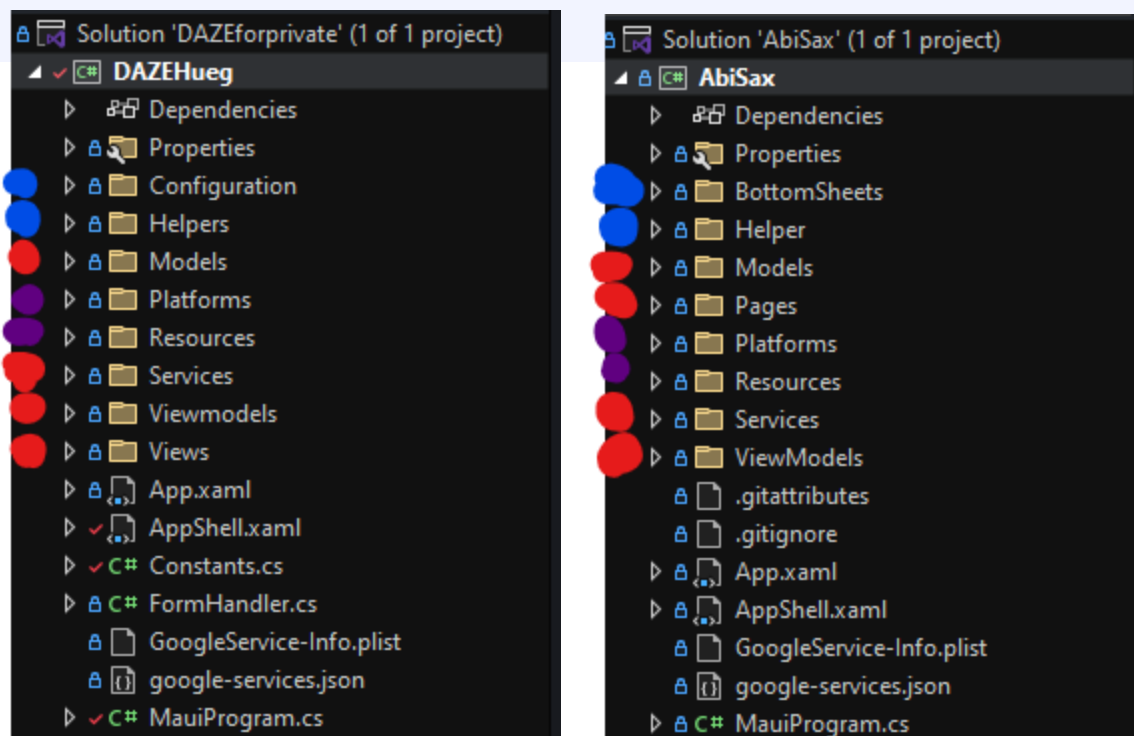 Solution 'DAZEforprivate' (1 of 1 project)
C# DAZEHueg
Dependencies
Properties
Configuration
Helpers
Models
Platforms
Resources
Services
Viewmodels
Views
App.xaml
AppShell.xaml
C# Constants.cs
C# FormHandler.cs
GoogleService-Info.plist
google-services.json
C# MauiProgram.cs
Solution 'AbiSax' (1 of 1 project)
C# AbiSax
Dependencies
Properties
BottomSheets
Helper
Models
Pages
Platforms
Resources
Services
ViewModels
.gitattributes
.gitignore
App.xaml
AppShell.xaml
GoogleService-Info.plist
google-services.json
C# MauiProgram.cs